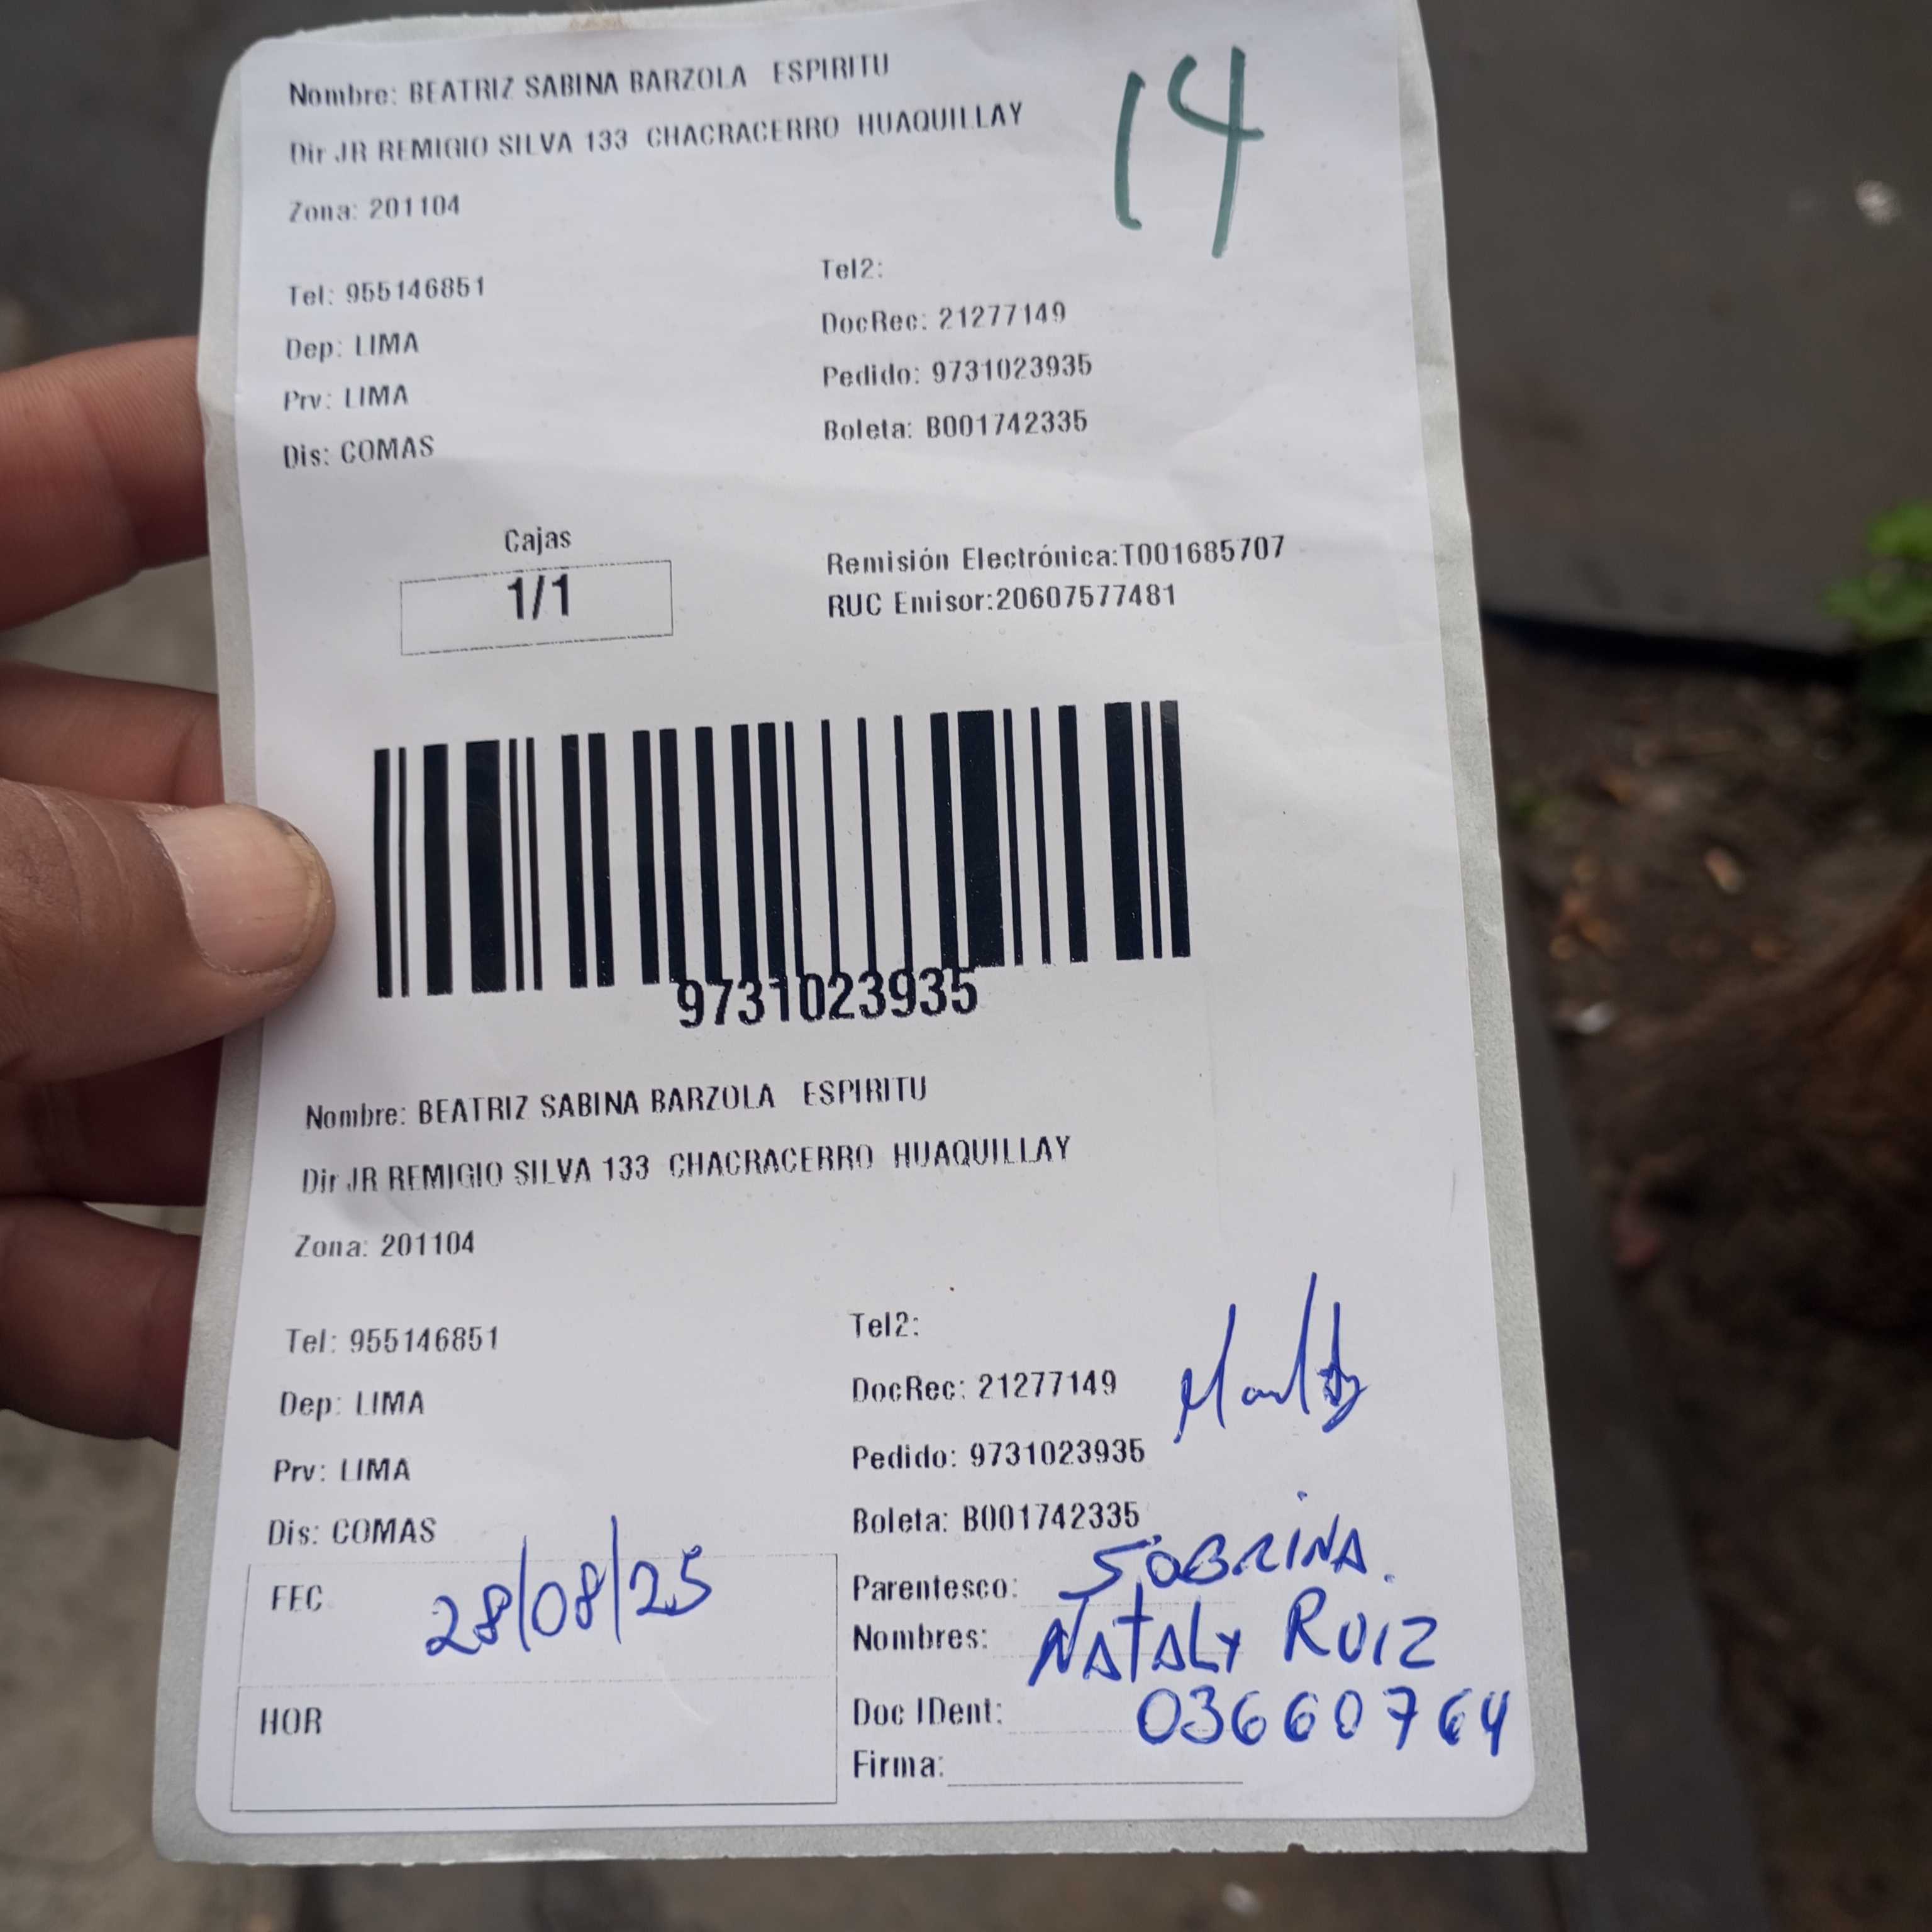 Nombre: BEATRIZ SABINA BARZOLA ESPIRITU
14
Dir JR REMIGIO SILVA 133 CHACRACERRO HUAQUILLAY
Zona: 201104
Tel: 955146851
Tel2:
Dep: LIMA
DocRec: 21277149
Prv: LIMA
Pedido: 9731023935
Dis: COMAS
Boleta: B001742335
Cajas
1/1
Remisión Electrónica:T001685707
RUC Emisor:20607577481
9731023935
Nombre: BEATRIZ SABINA BARZOLA ESPIRITU
Dir JR REMIGIO SILVA 133 CHACRACERRO HUAQUILLAY
Zona: 201104
Tel: 955146851
Tel2:
Dep: LIMA
DocRec: 21277149
Prv: LIMA
Pedido: 9731023935
Dis: COMAS
Boleta: B001742335
FEC 28/08/25
Parentesco: SOBRINA.
Nombres: NATALY RUIZ
HOR
Doc IDent: 03660764
Firma: